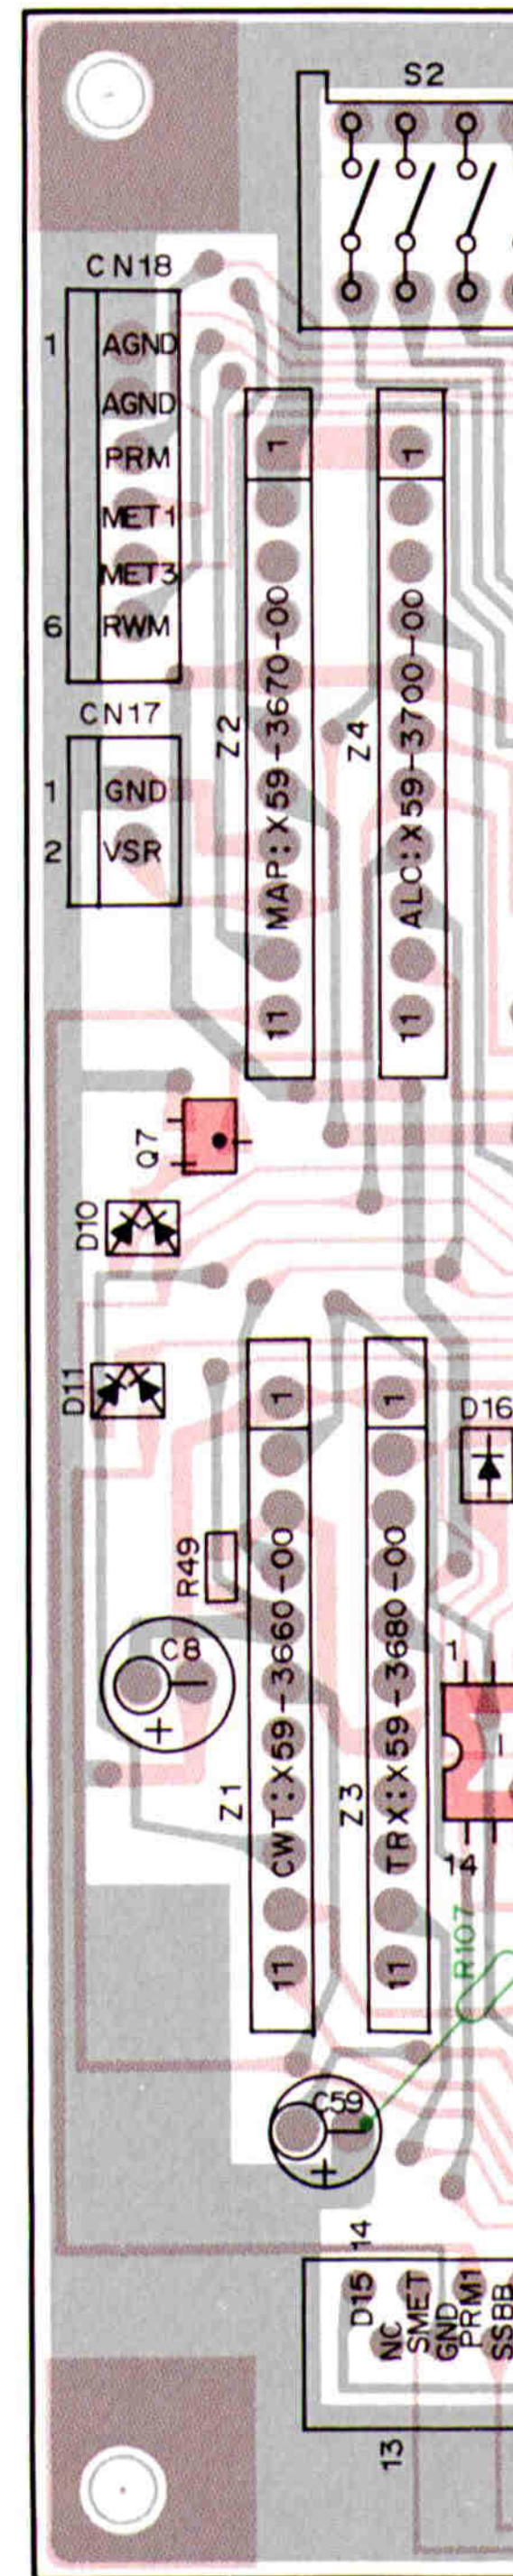 S2
CN18
1 AGND
AGND
PRM
MET1
MET3
6 RWM
CN17
1 GND
2 VSR
1
Z2
MAP:X59-3670-00
11
1
Z4
ALC:X59-3700-00
11
Q7
D10
D11
D16
R49
C8
+
1
Z1
CWT:X59-3660-00
11
1
Z3
TRX:X59-3680-00
11
1
14
R107
C59
+
14
D15
NC
SMET
GND
PRM1
SSBB
13